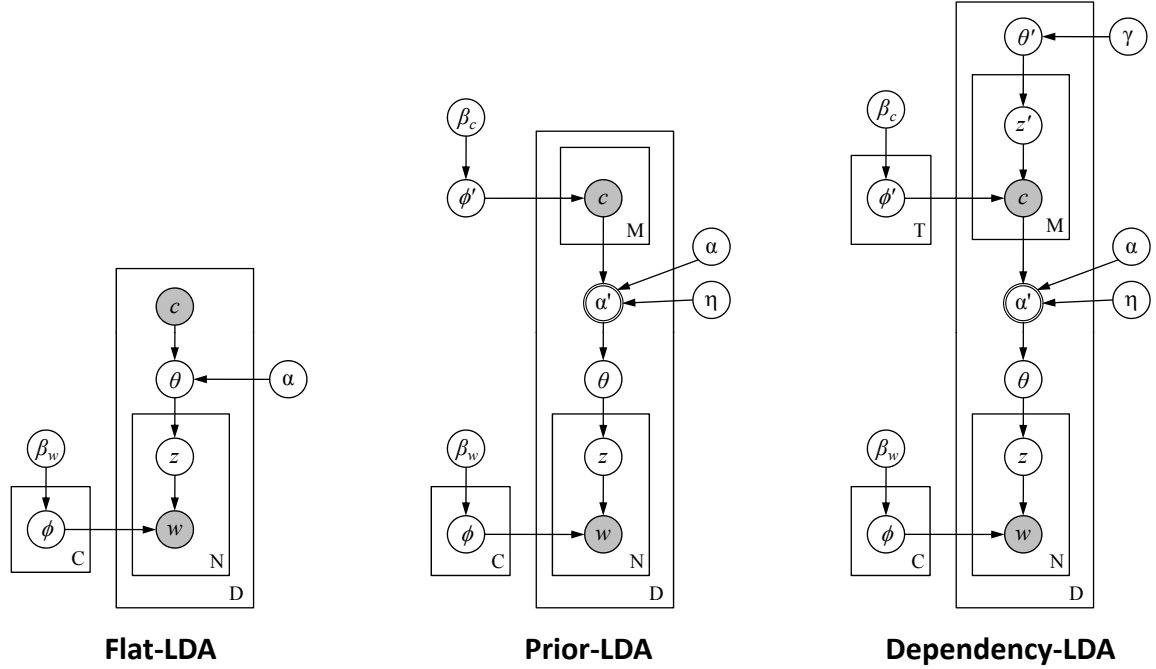 c
θ
α
β_w
z
ϕ
w
C
N
D
Flat-LDA
β_c
ϕ'
c
M
α
α'
η
θ
β_w
z
ϕ
w
C
N
D
Prior-LDA
θ'
γ
β_c
z'
ϕ'
c
T
M
α
α'
η
θ
β_w
z
ϕ
w
C
N
D
Dependency-LDA